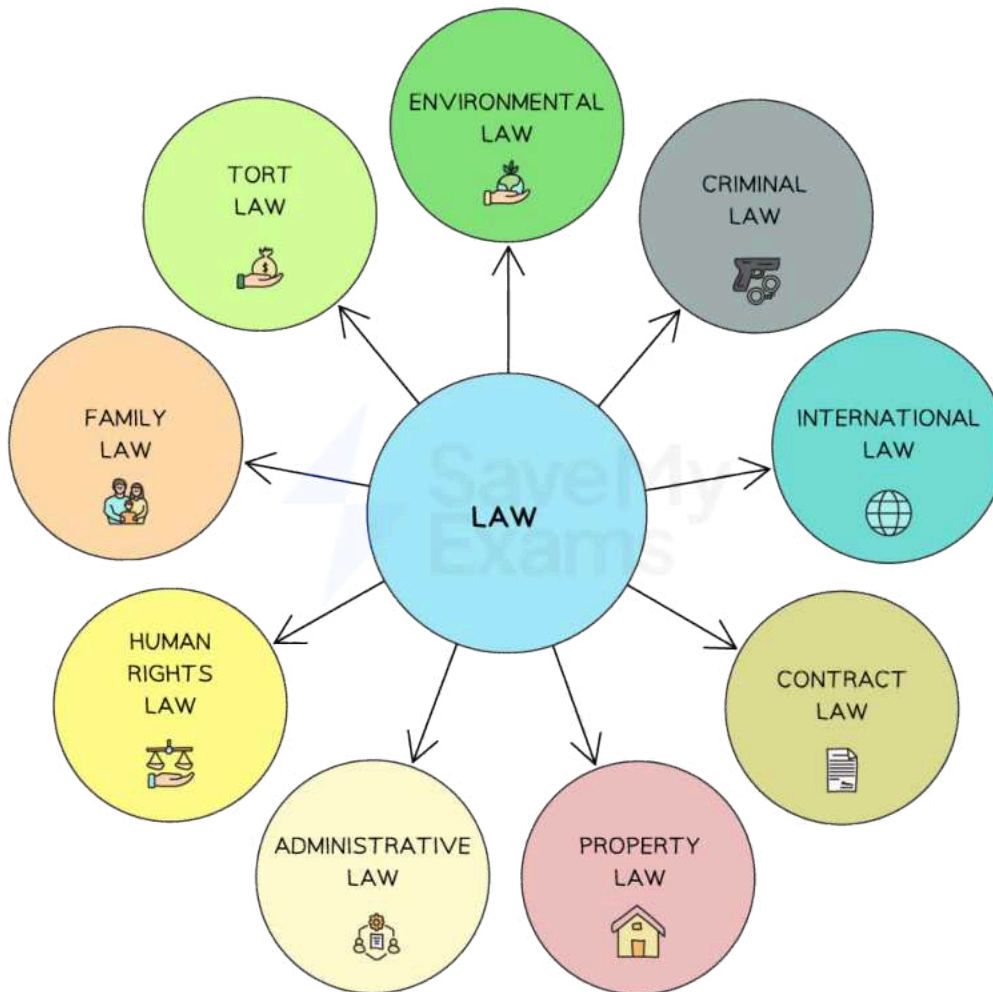 ENVIRONMENTAL
LAW
CRIMINAL
LAW
INTERNATIONAL
LAW
CONTRACT
LAW
PROPERTY
LAW
ADMINISTRATIVE
LAW
HUMAN
RIGHTS
LAW
FAMILY
LAW
TORT
LAW
LAW
SaveMy
Exams